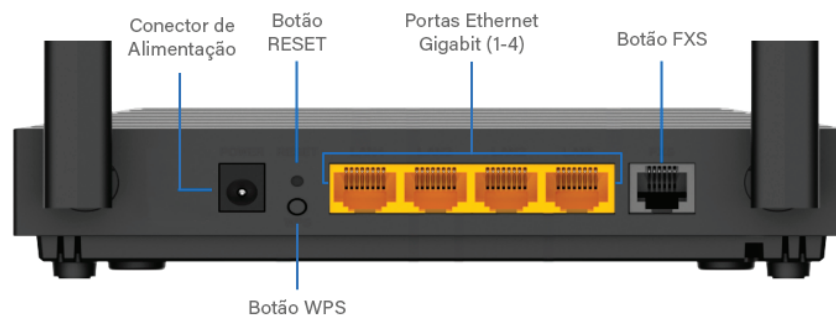 Conector de
Alimentação
Botão
RESET
Portas Ethernet
Gigabit (1-4)
Botão FXS
Botão WPS